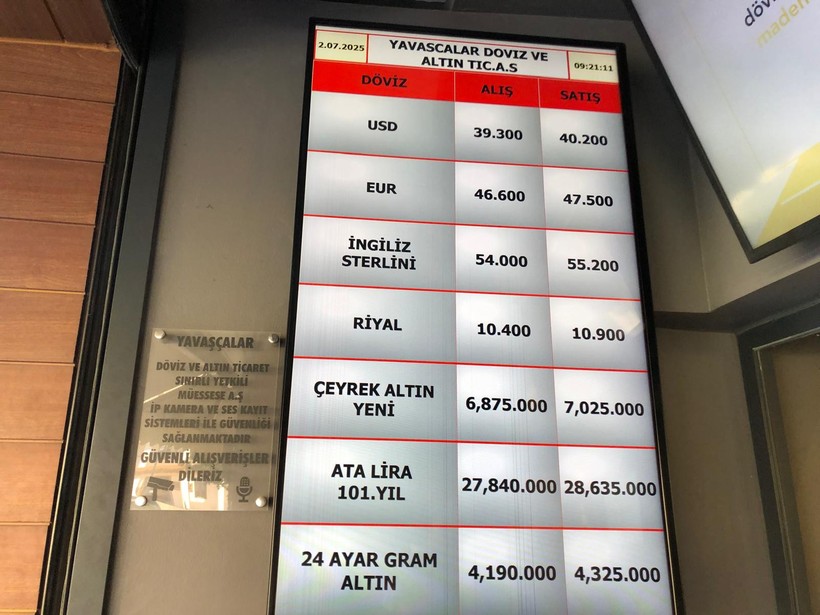 2.07.2025
YAVASCALAR DOVIZ VE
ALTIN TIC.A.S
09:21:11
DÖVİZ ALIŞ SATIŞ
USD 39.300 40.200
EUR 46.600 47.500
İNGİLİZ
STERLİNİ 54.000 55.200
RİYAL 10.400 10.900
ÇEYREK ALTIN
YENİ 6,875.000 7,025.000
ATA LİRA
101.YIL 27,840.000 28,635.000
24 AYAR GRAM
ALTIN 4,190.000 4,325.000
YAVAŞÇALAR
DÖVİZ VE ALTIN TİCARET
SINIRLI YETKİLİ
MÜESSESE A.Ş
IP KAMERA VE SES KAYIT
SİSTEMLERİ İLE GÜVENLİĞİ
SAĞLANMAKTADIR
GÜVENLİ ALIŞVERİŞLER
DİLERİZ
döv
maden